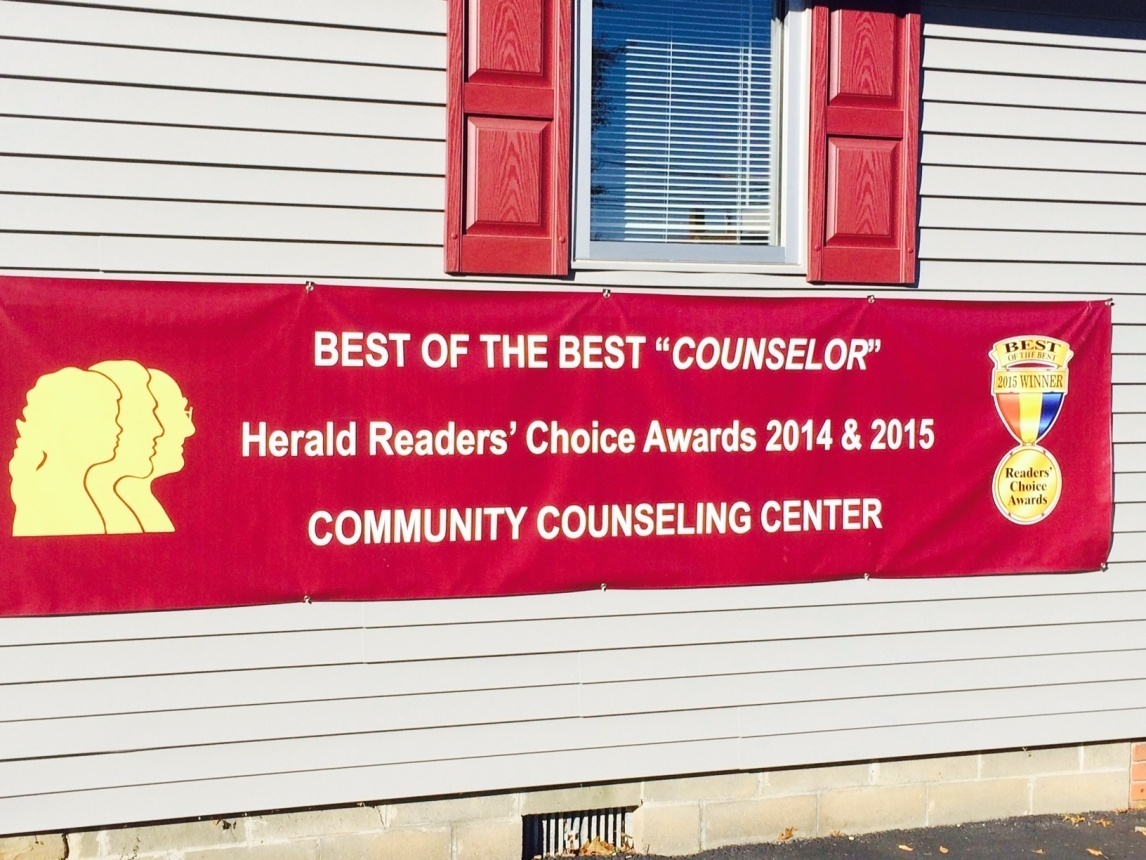 BEST OF THE BEST “COUNSELOR”
Herald Readers’ Choice Awards 2014 & 2015
COMMUNITY COUNSELING CENTER
BEST
OF THE BEST
2015 WINNER
Readers’
Choice
Awards